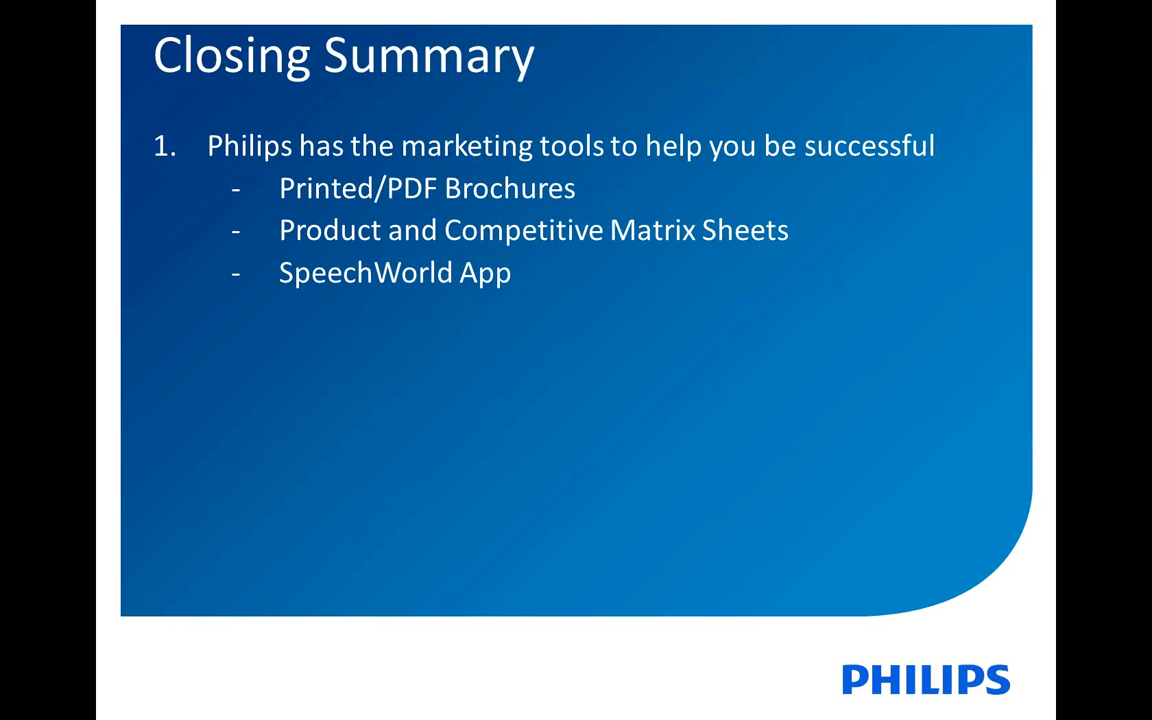 Closing Summary
1. Philips has the marketing tools to help you be successful
- Printed/PDF Brochures
- Product and Competitive Matrix Sheets
- SpeechWorld App
PHILIPS